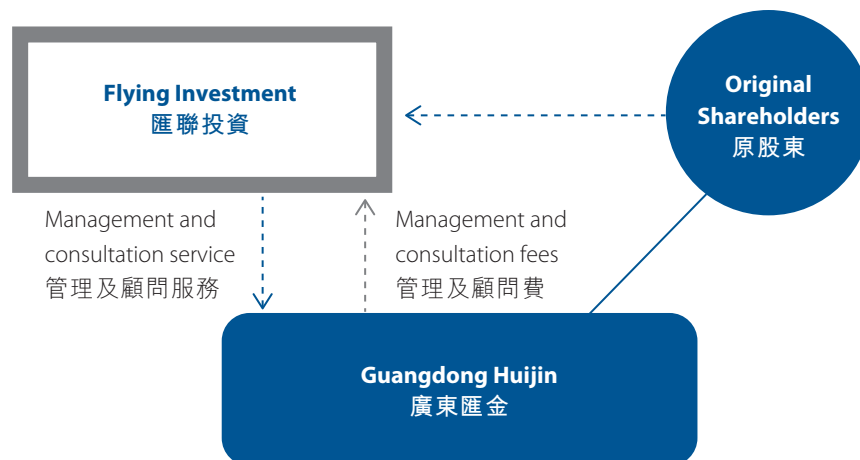 Flying Investment
匯聯投資
Original
Shareholders
原股東
Management and
consultation service
管理及顧問服務
Management and
consultation fees
管理及顧問費
Guangdong Huijin
廣東匯金